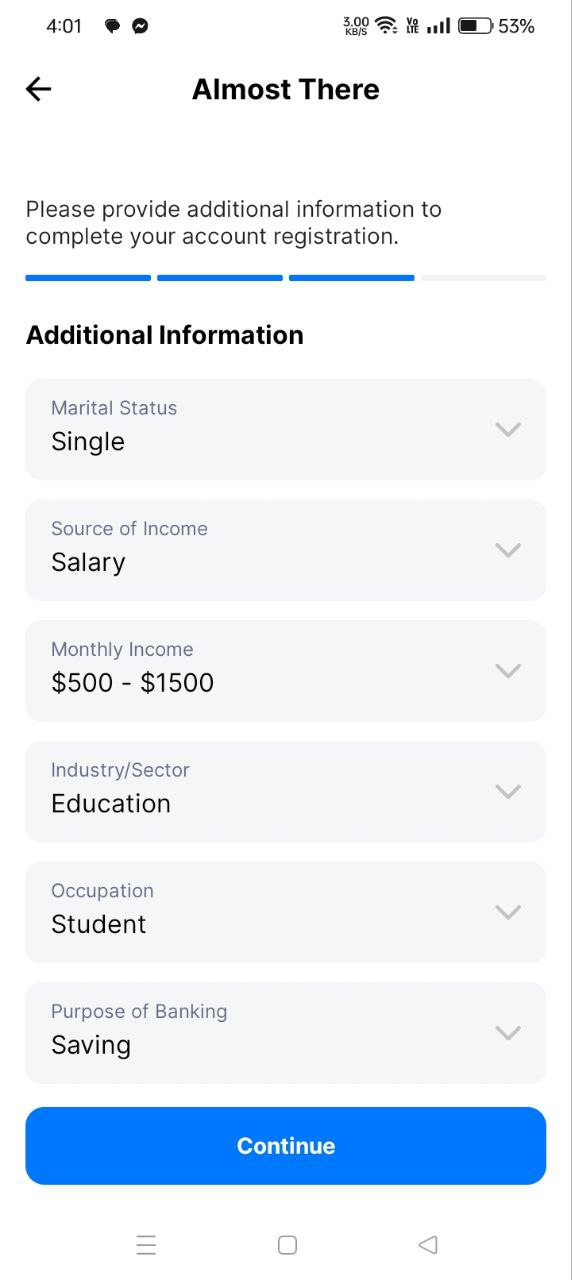 4:01 3.00 KB/S VO LTE 53%
Almost There
Please provide additional information to
complete your account registration.
Additional Information
Marital Status
Single
Source of Income
Salary
Monthly Income
$500 - $1500
Industry/Sector
Education
Occupation
Student
Purpose of Banking
Saving
Continue